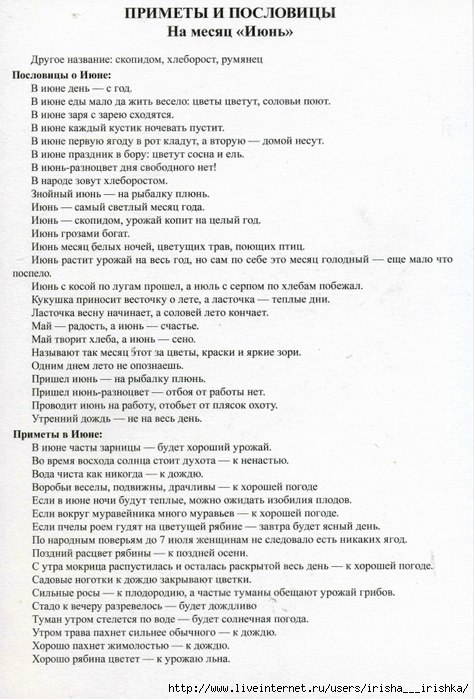 ПРИМЕТЫ И ПОСЛОВИЦЫ
На месяц «Июнь»
Другое название: скопидом, хлеборост, румянец
Пословицы о Июне:
В июне день — с год.
В июне еды мало да жить весело: цветы цветут, соловьи поют.
В июне заря с зарею сходятся.
В июне каждый кустик ночевать пустит.
В июне первую ягоду в рот кладут, а вторую — домой несут.
В июне праздник в бору: цветут сосна и ель.
В июнь-разноцвет дня свободного нет!
В народе зовут хлеборостом.
Знойный июнь — на рыбалку плюнь.
Июнь — самый светлый месяц года.
Июнь — скопидом, урожай копит на целый год.
Июнь грозами богат.
Июнь месяц белых ночей, цветущих трав, поющих птиц.
Июнь растит урожай на весь год, но сам по себе это месяц голодный — еще мало что
поспело.
Июнь с косой по лугам прошел, а июль с серпом по хлебам побежал.
Кукушка приносит весточку о лете, а ласточка — теплые дни.
Ласточка весну начинает, а соловей лето кончает.
Май — радость, а июнь — счастье.
Май творит хлеба, а июнь — сено.
Называют так месяц этот за цветы, краски и яркие зори.
Одним днем лето не опознаешь.
Пришел июнь — на рыбалку плюнь.
Пришел июнь-разноцвет — отбоя от работы нет.
Проводит июнь на работу, отобьет от плясок охоту.
Утренний дождь — не на весь день.
Приметы в Июне:
В июне часты зарницы — будет хороший урожай.
Во время восхода солнца стоит духота — к ненастью.
Вода чиста как никогда — к дождю.
Воробьи веселы, подвижны, драчливы — к хорошей погоде
Если в июне ночи будут теплые, можно ожидать изобилия плодов.
Если вокруг муравейника много муравьев — к хорошей погоде.
Если пчелы роем гудят на цветущей рябине — завтра будет ясный день.
По народным поверьям до 7 июля женщинам не следовало есть никаких ягод.
Поздний расцвет рябины — к поздней осени.
С утра мокрица распустилась и осталась раскрытой весь день — к хорошей погоде.
Садовые ноготки к дождю закрывают цветки.
Сильные росы — к плодородию, а частые туманы обещают урожай грибов.
Стадо к вечеру разревелось — будет дождливо
Туман утром стелется по воде — будет солнечная погода.
Утром трава пахнет сильнее обычного — к дождю.
Хорошо пахнет жимолостью — к дождю.
Хорошо рябина цветет — к урожаю льна.
http://www.liveinternet.ru/users/irisha___irishka/